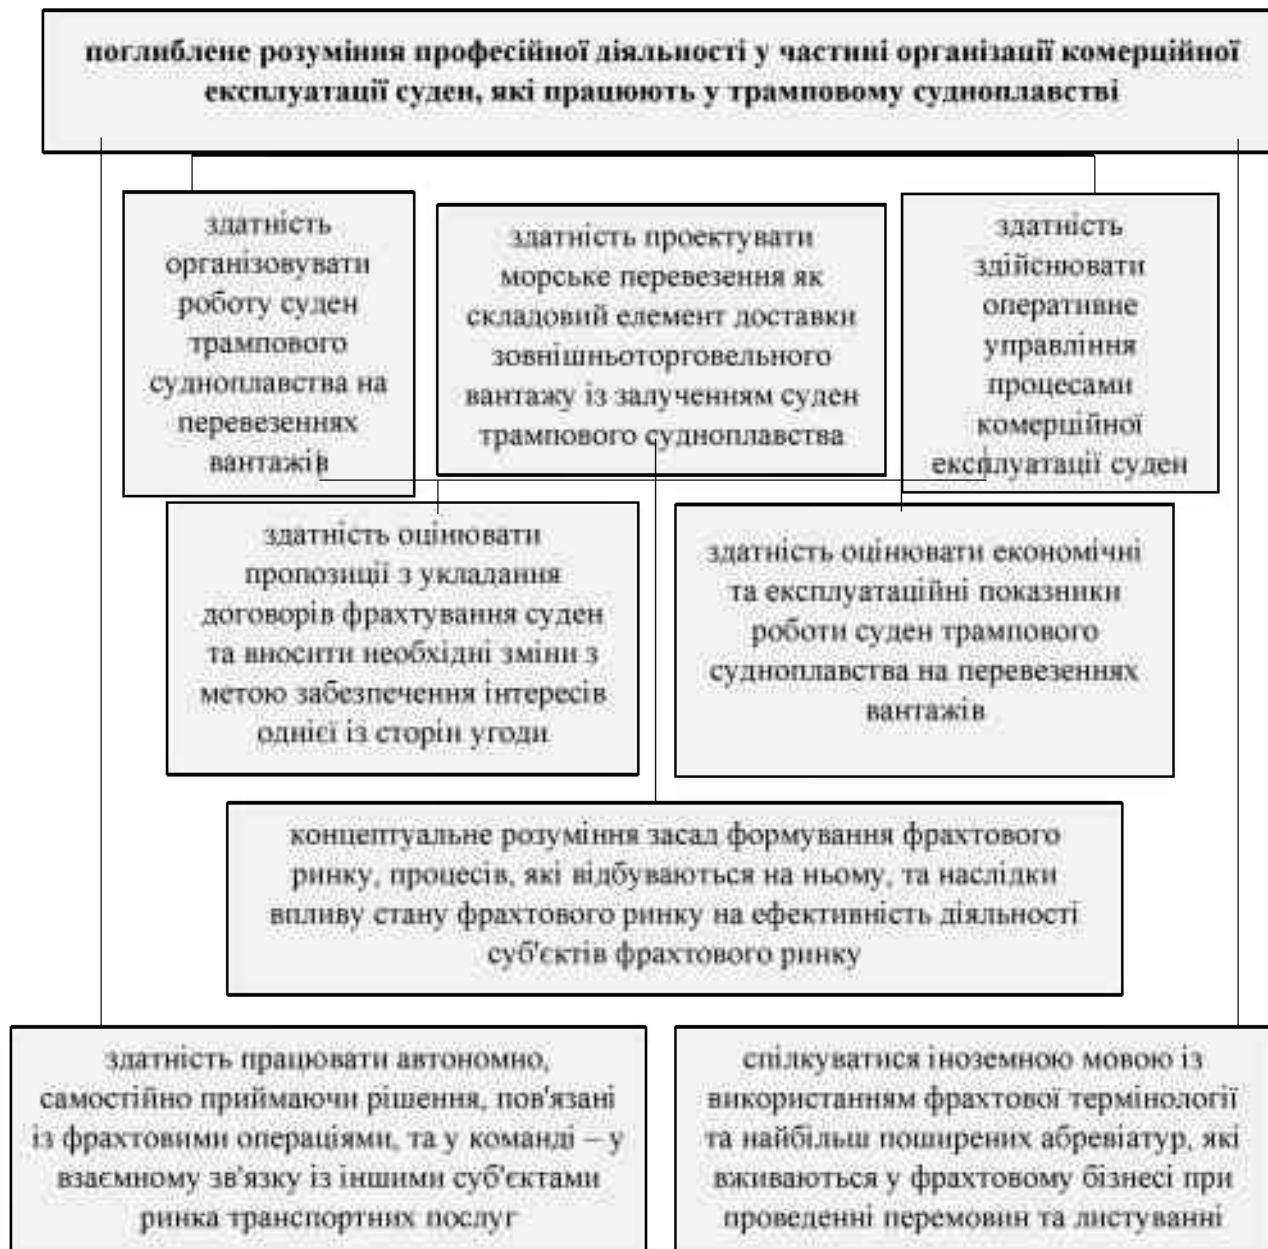 поглиблене розуміння професійної діяльності у частині організації комерційної
експлуатації суден, які працюють у трамповому судноплавстві
здатність
організовувати
роботу суден
трампового
судноплавства на
перевезеннях
вантажів
здатність проектувати
морське перевезення як
складовий елемент доставки
зовнішньоторговельного
вантажу із залученням суден
трампового судноплавства
здатність
здійснювати
оперативне
управління
процесами
комерційної
експлуатації суден
здатність оцінювати
пропозиції з укладання
договорів фрахтування суден
та вносити необхідні зміни з
метою забезпечення інтересів
однієї із сторін угоди
здатність оцінювати економічні
та експлуатаційні показники
роботи суден трампового
судноплавства на перевезеннях
вантажів
концептуальне розуміння засад формування фрахтового
ринку, процесів, які відбуваються на ньому, та наслідки
впливу стану фрахтового ринку на ефективність діяльності
суб'єктів фрахтового ринку
здатність працювати автономно,
самостійно приймаючи рішення, пов'язані
із фрахтовими операціями, та у команді – у
взаємному зв'язку із іншими суб'єктами
ринка транспортних послуг
спілкуватися іноземною мовою із
використанням фрахтової термінології
та найбільш поширених абревіатур, які
вживаються у фрахтовому бізнесі при
проведенні перемовин та листуванні